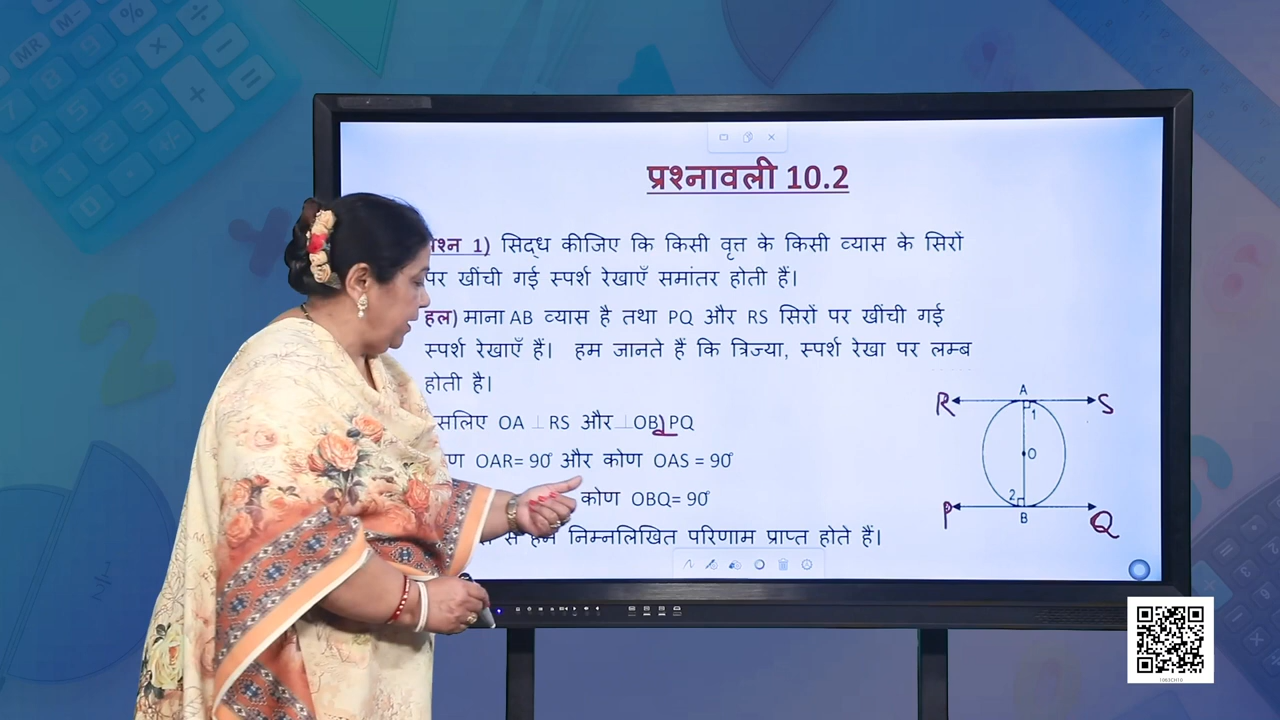 प्रश्नावली 10.2
श्न 1) सिद्ध कीजिए कि किसी वृत्त के किसी व्यास के सिरों
पर खींची गई स्पर्श रेखाएँ समांतर होती हैं।
हल) माना AB व्यास है तथा PQ और RS सिरों पर खींची गई
स्पर्श रेखाएँ हैं। हम जानते हैं कि त्रिज्या, स्पर्श रेखा पर लम्ब
होती है।
सलिए OA ⊥ RS और ⊥ OB PQ
ण OAR= 90° और कोण OAS = 90°
कोण OBQ= 90°
से हम निम्नलिखित परिणाम प्राप्त होते हैं।
A
R S
1
O
2
P Q
B
1063CH10